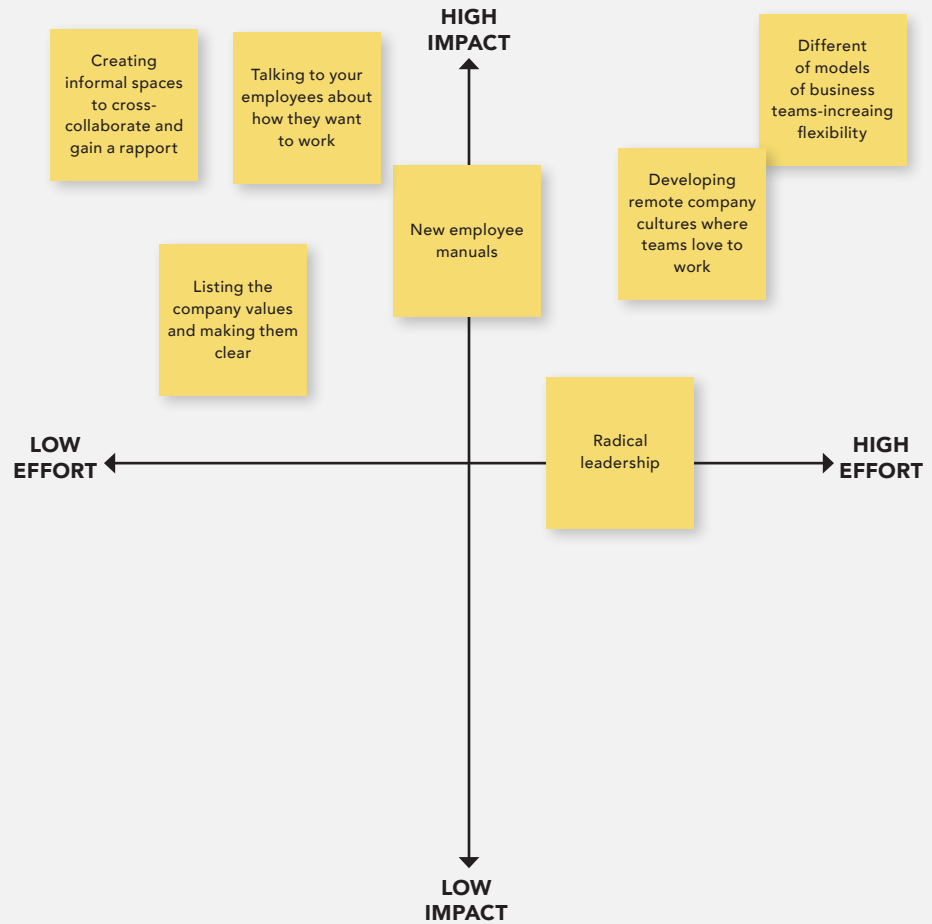 HIGH
IMPACT
Creating
informal spaces
to cross-
collaborate and
gain a rapport
Talking to your
employees about
how they want
to work
Different
of models
of business
teams-increaing
flexibility
Developing
remote company
cultures where
teams love to
work
New employee
manuals
Listing the
company values
and making them
clear
Radical
leadership
LOW
EFFORT
HIGH
EFFORT
LOW
IMPACT